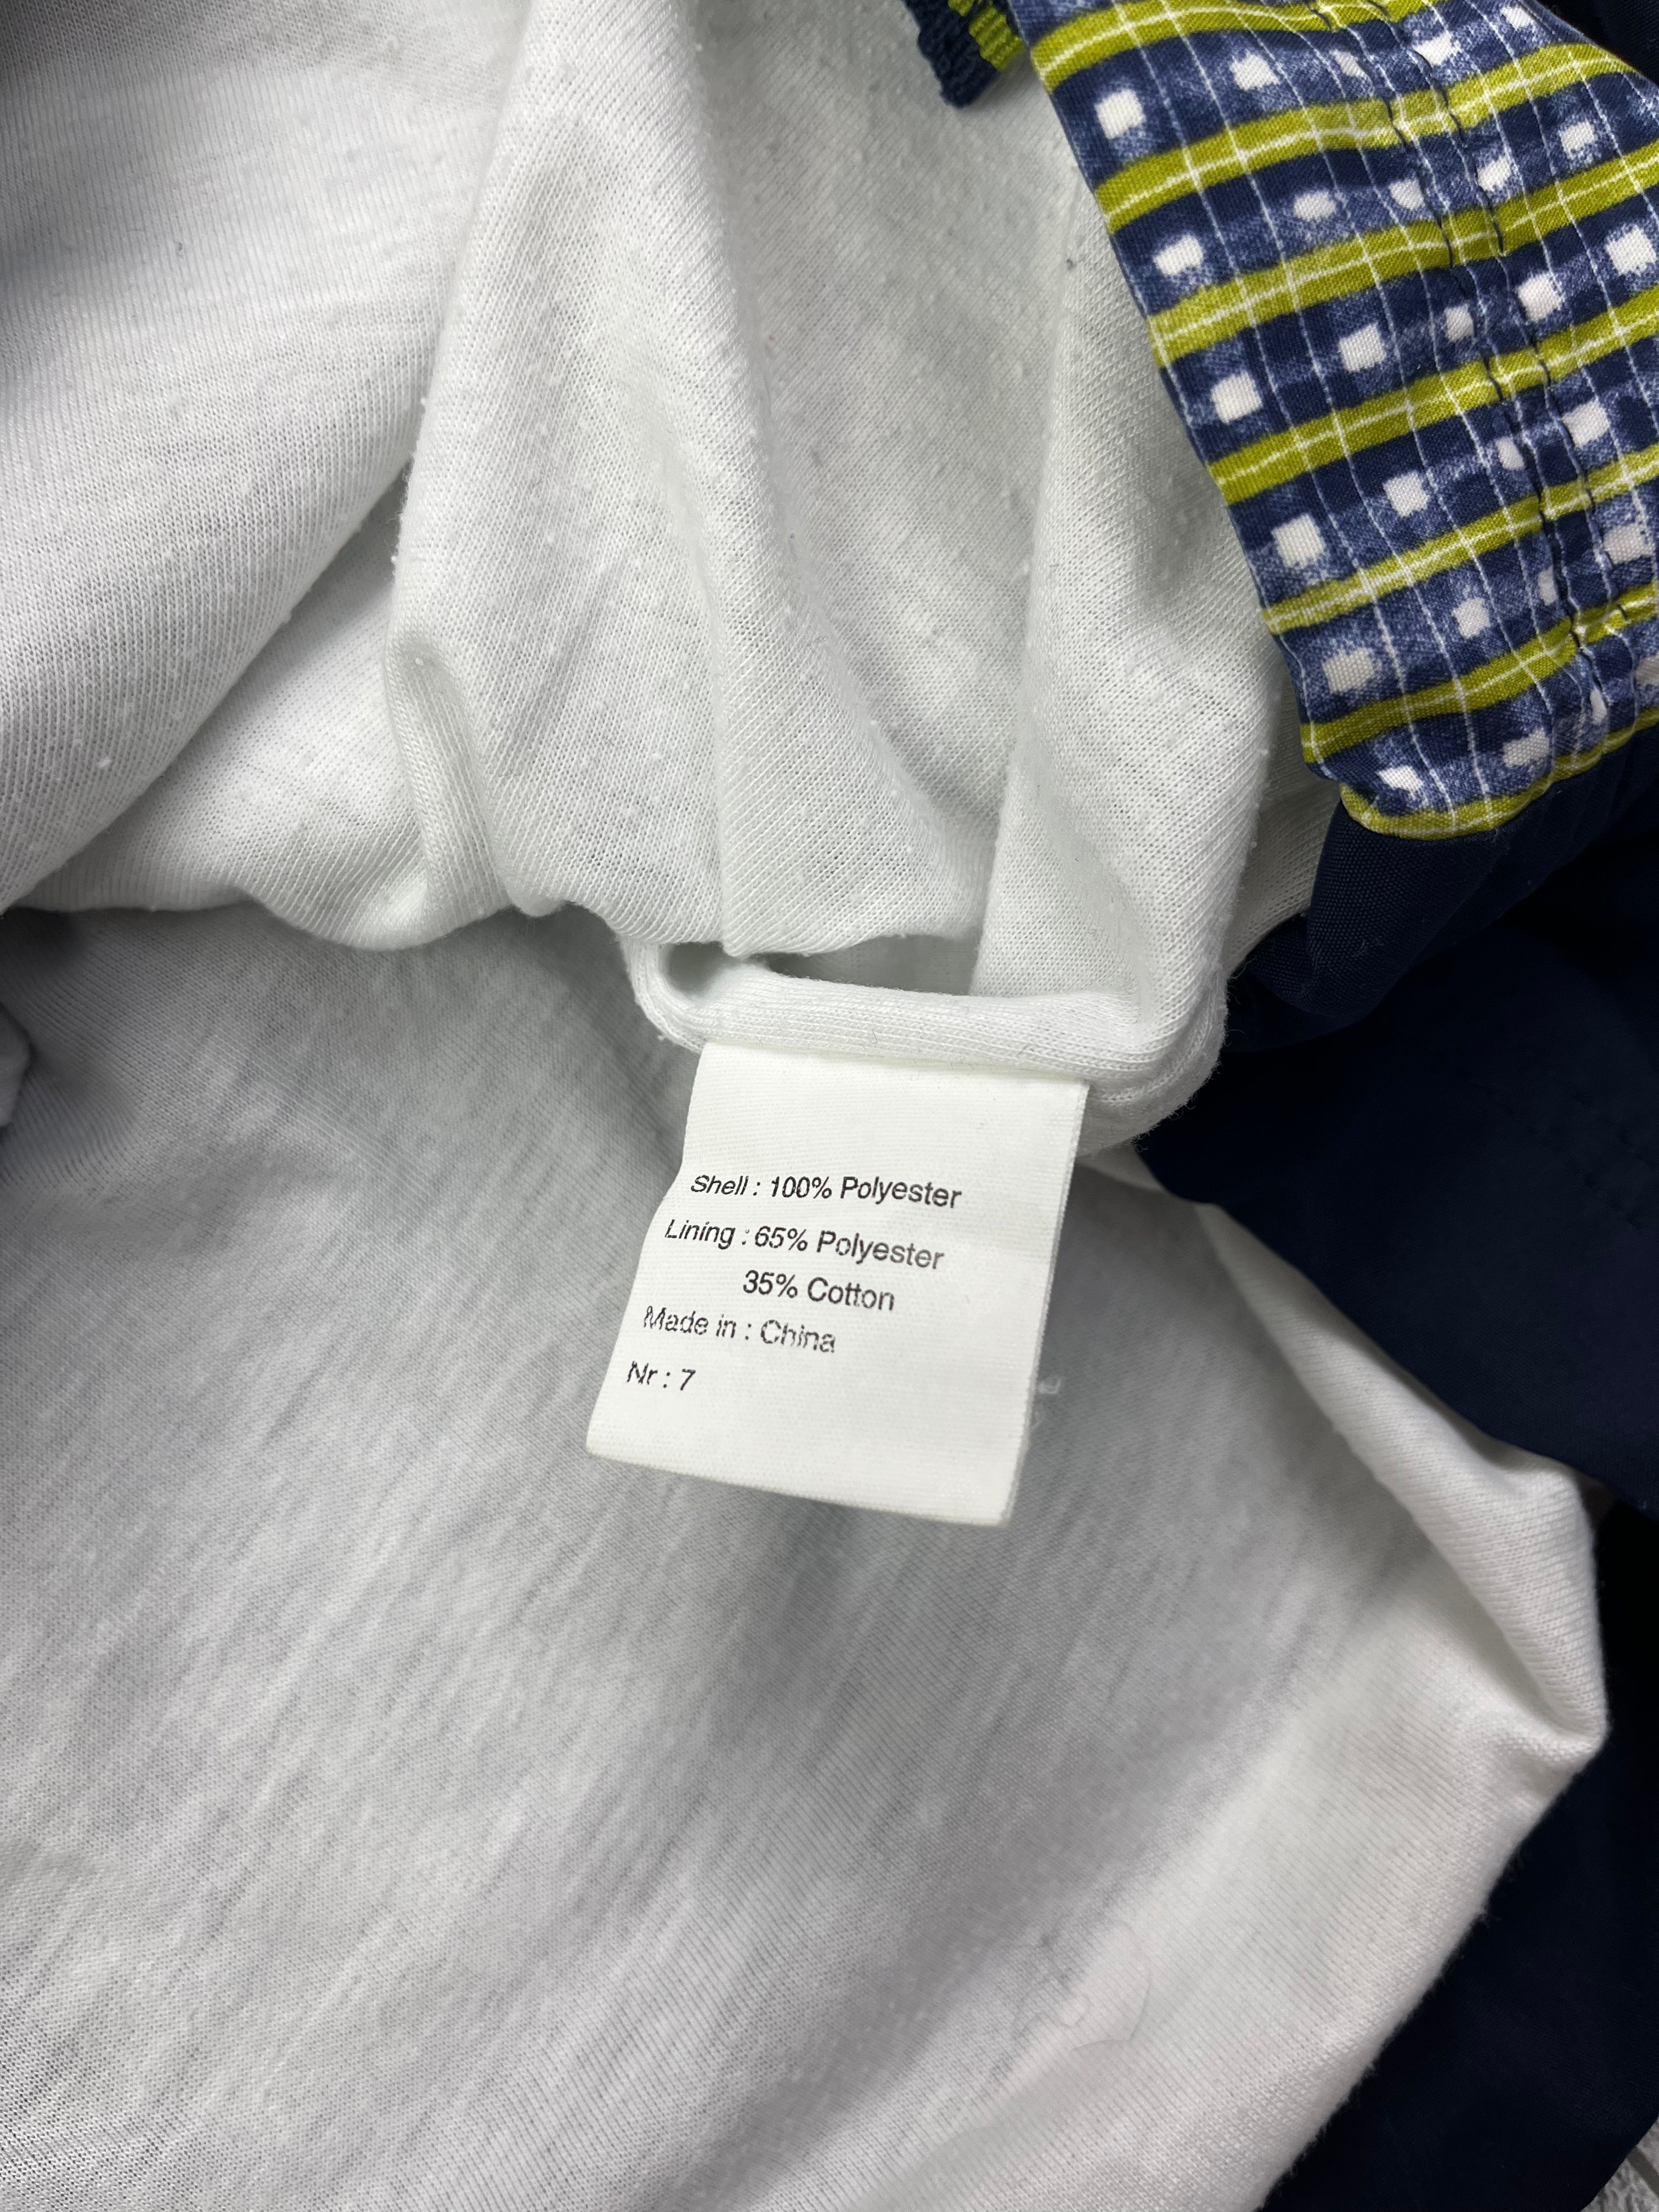 Shell : 100% Polyester
Lining : 65% Polyester
35% Cotton
Made in : China
Nr : 7